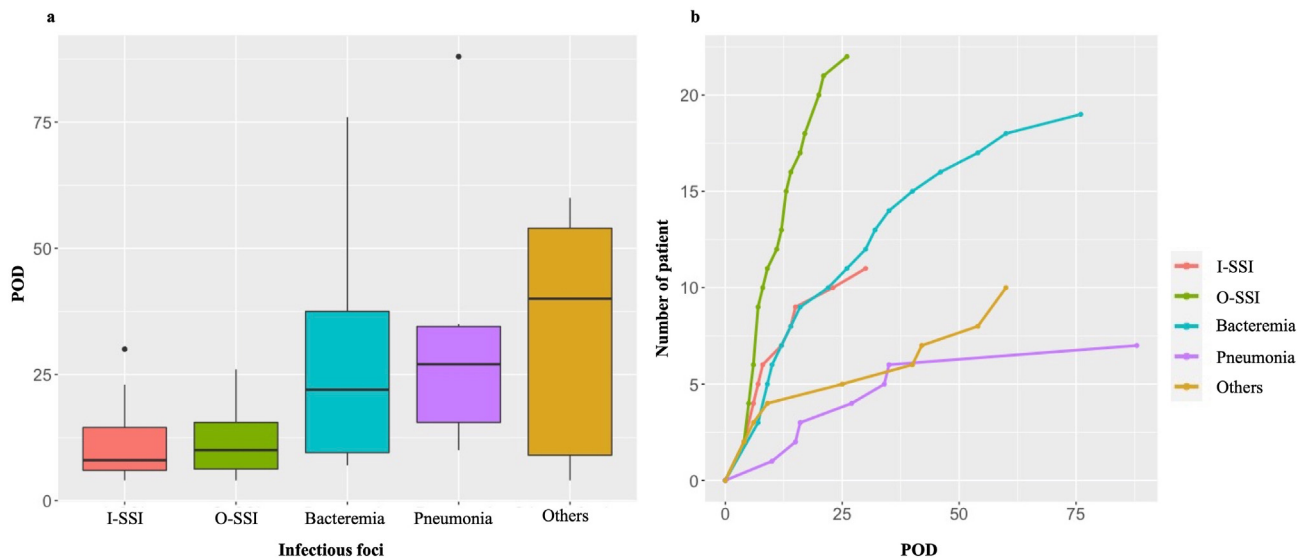 a
POD
75
50
25
0
I-SSI O-SSI Bacteremia Pneumonia Others
Infectious foci
b
Number of patient
20
15
10
5
0
0 25 50 75
POD
I-SSI
O-SSI
Bacteremia
Pneumonia
Others